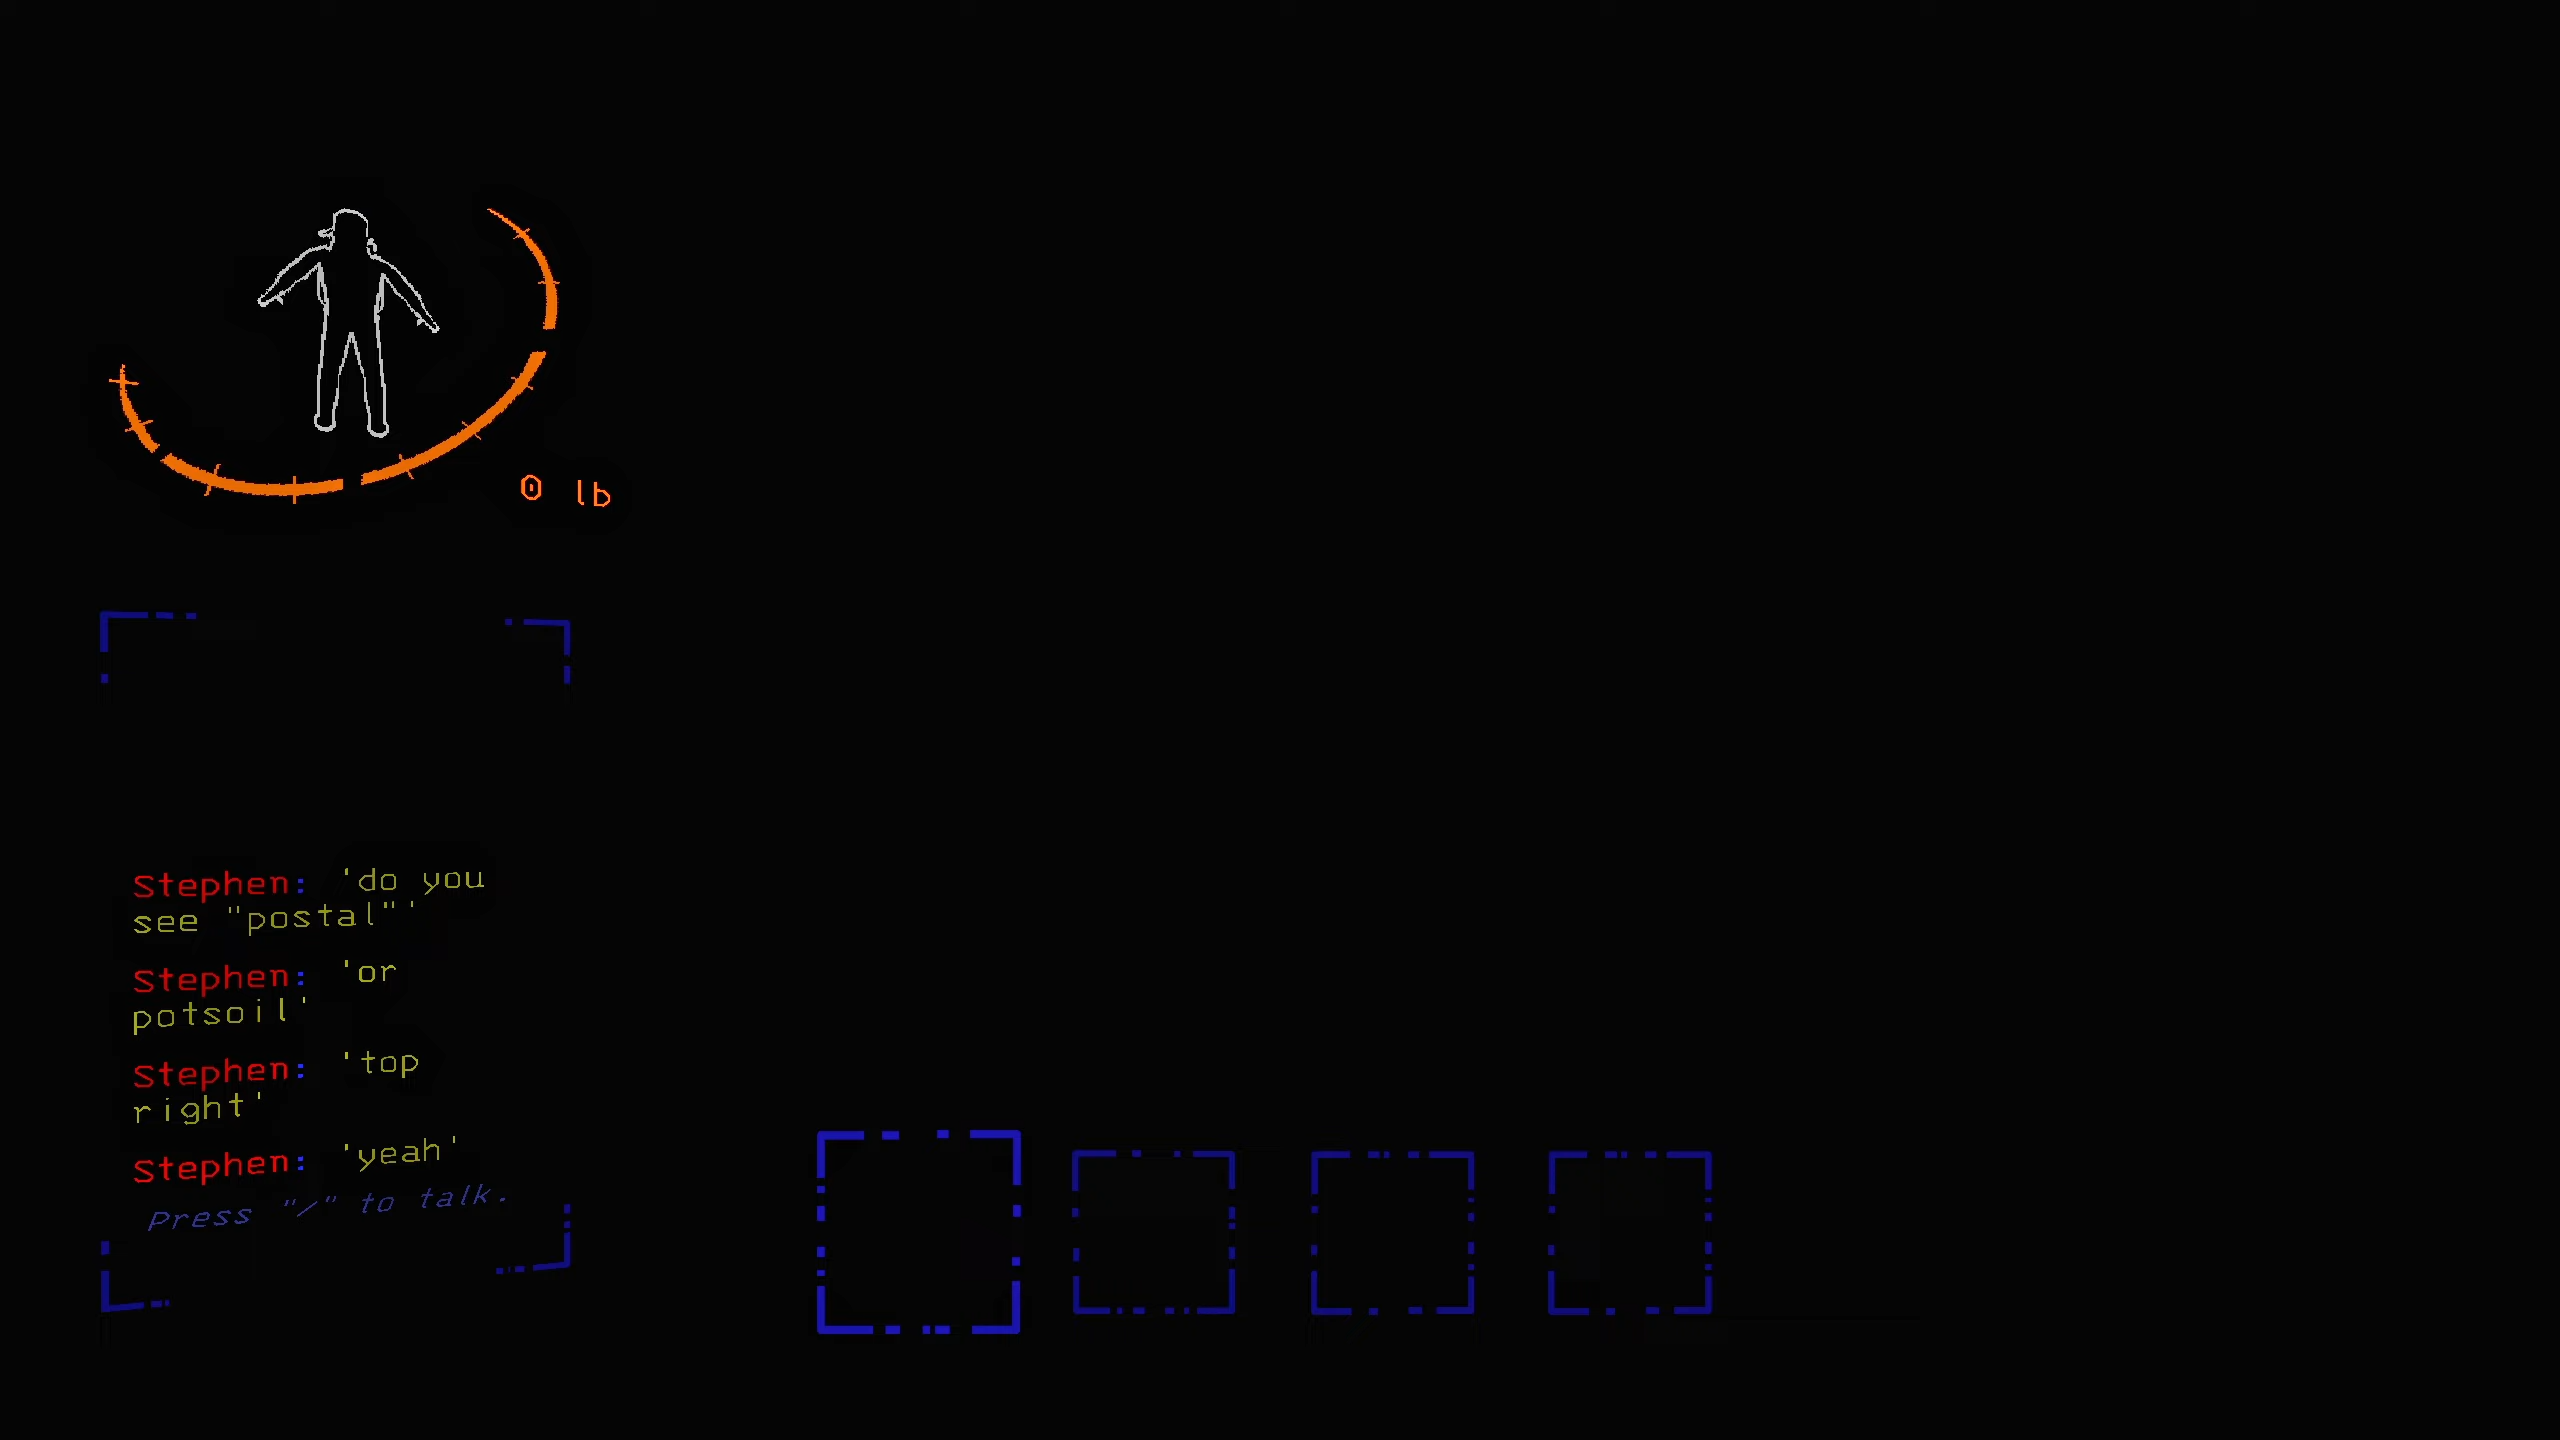 0 lb
Stephen: 'do you
see "postal"'
Stephen: 'or
potsoil'
Stephen: 'top
right'
Stephen: 'yeah'
Press "/" to talk.